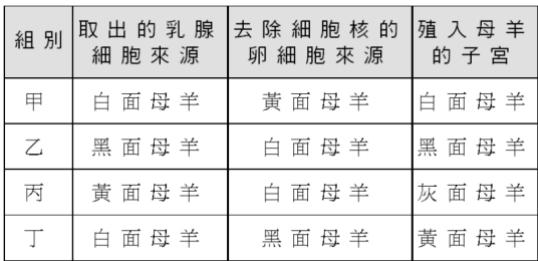 組別 取出的乳腺細胞來源 去除細胞核的卵細胞來源 殖入母羊的子宮
甲 白面母羊 黃面母羊 白面母羊
乙 黑面母羊 白面母羊 黑面母羊
丙 黃面母羊 白面母羊 灰面母羊
丁 白面母羊 黑面母羊 黃面母羊